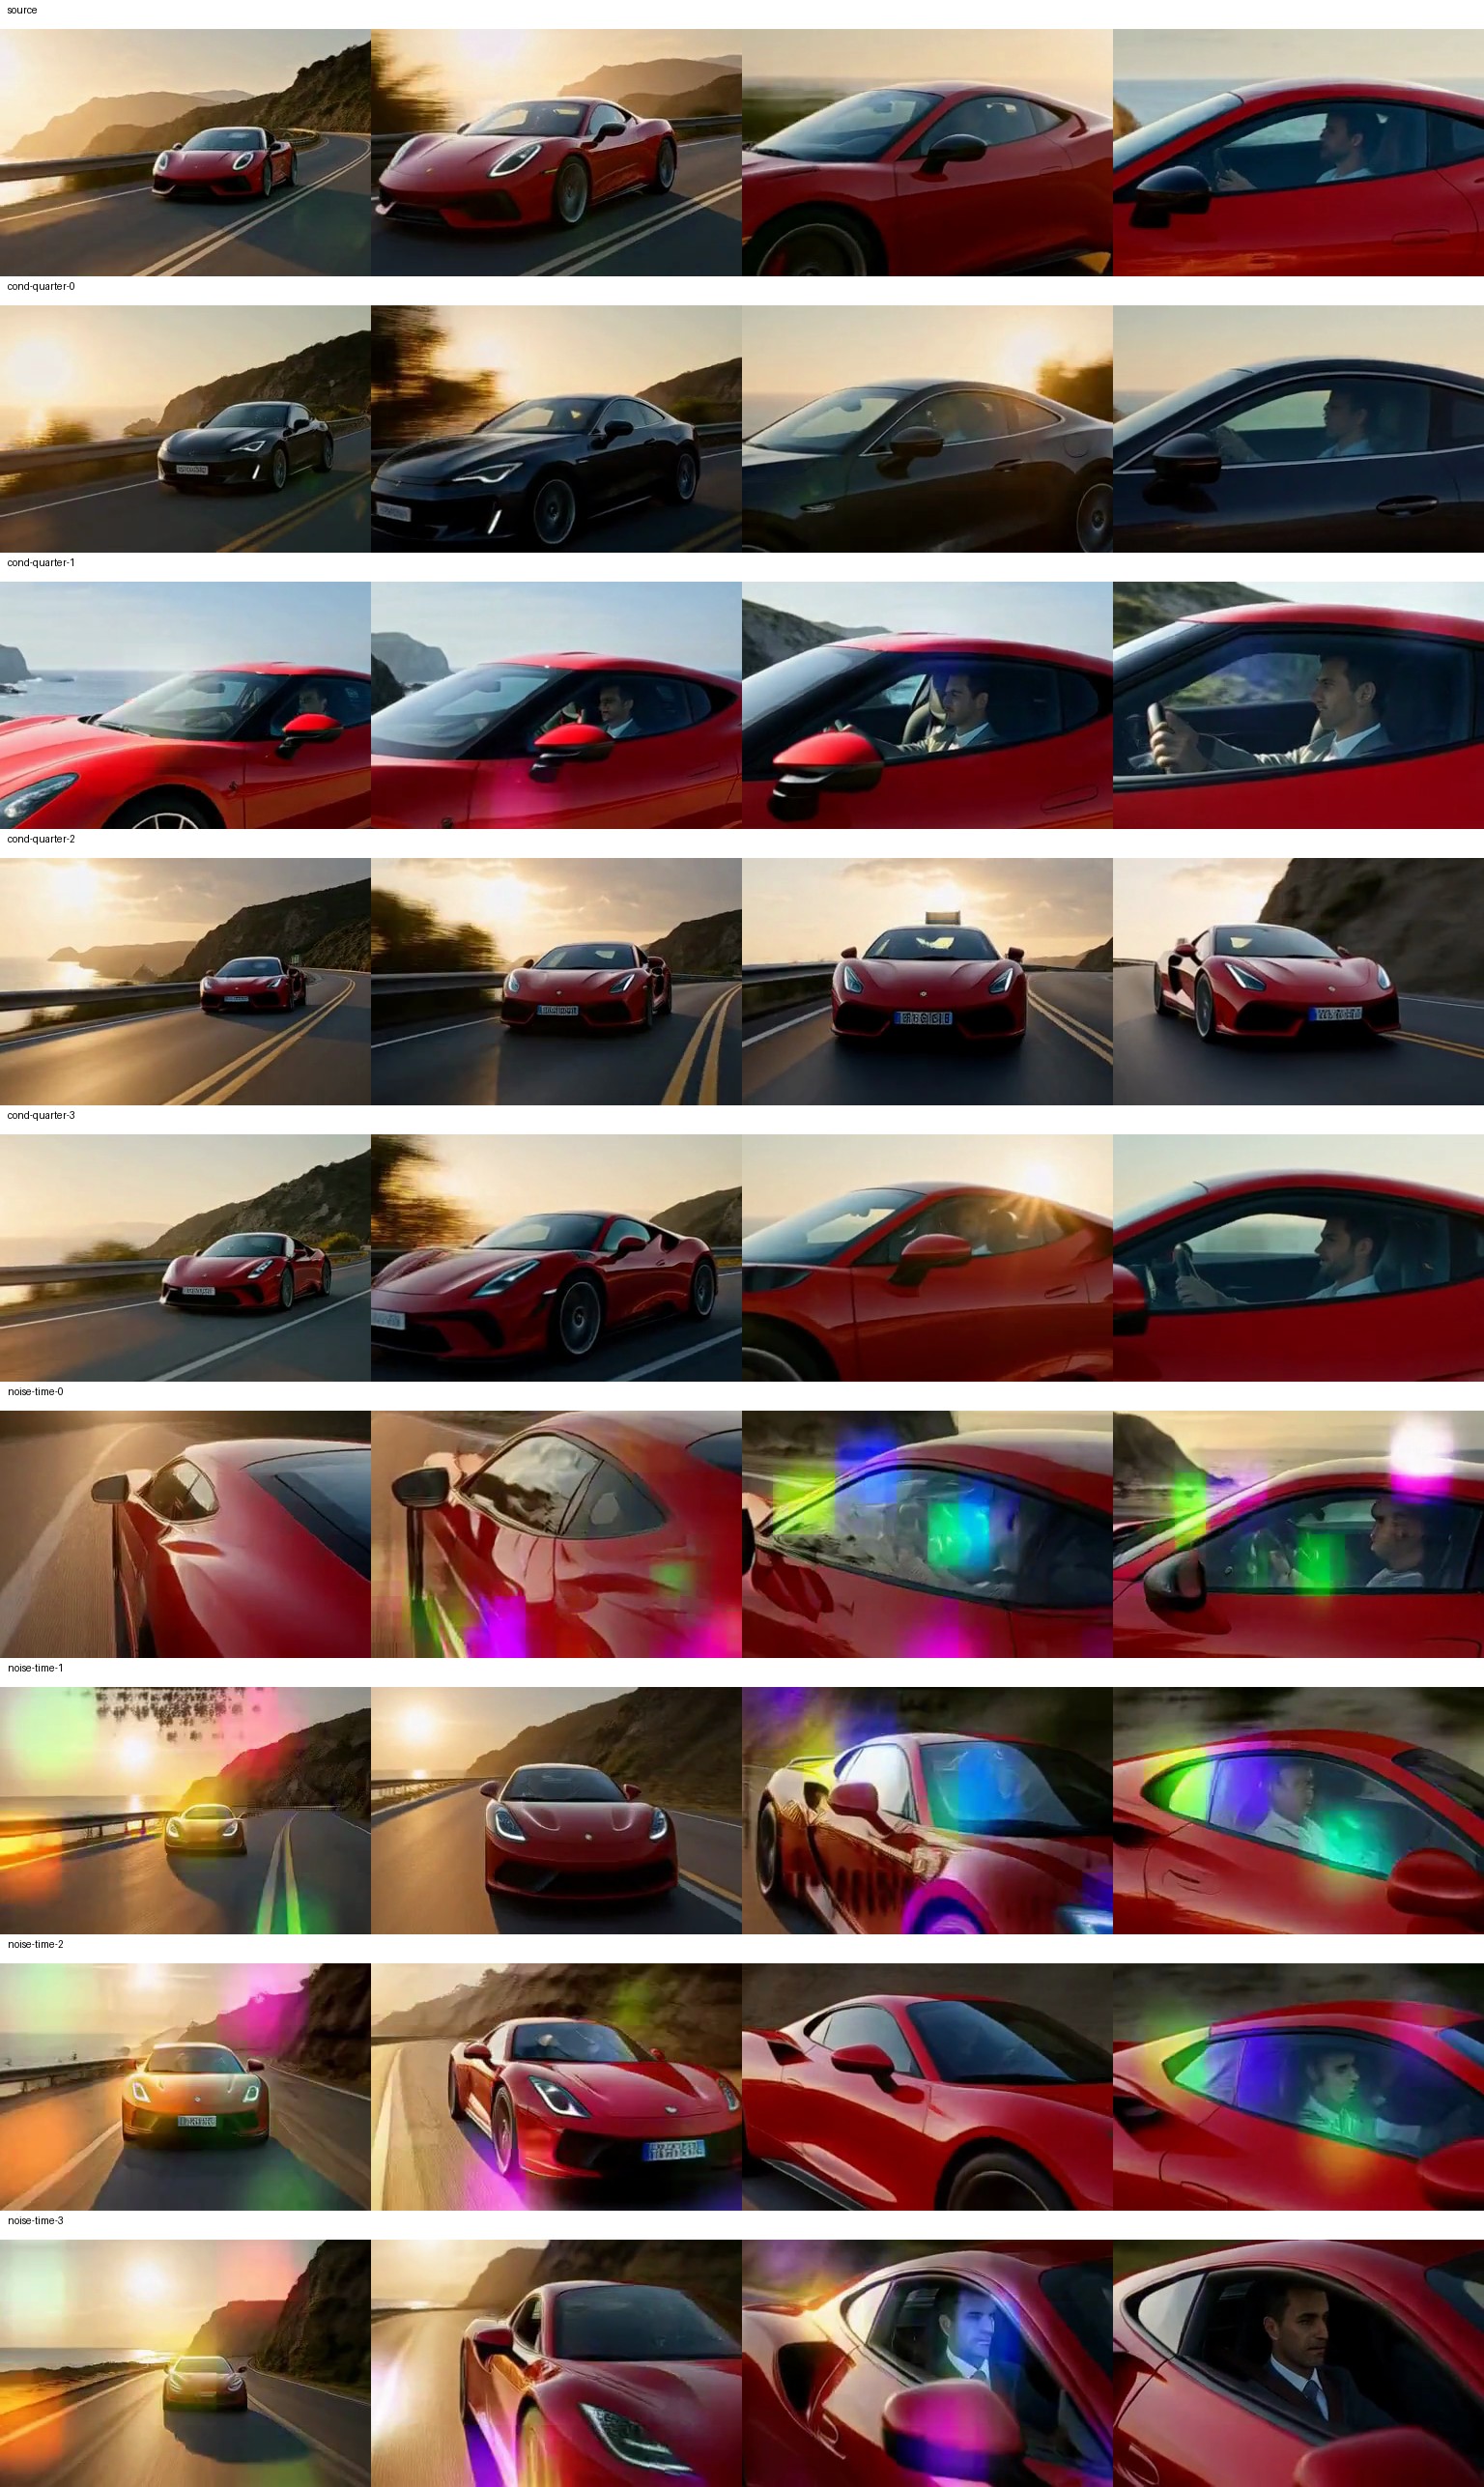 source
cond-quarter-0
cond-quarter-1
cond-quarter-2
cond-quarter-3
noise-time-0
noise-time-1
noise-time-2
noise-time-3